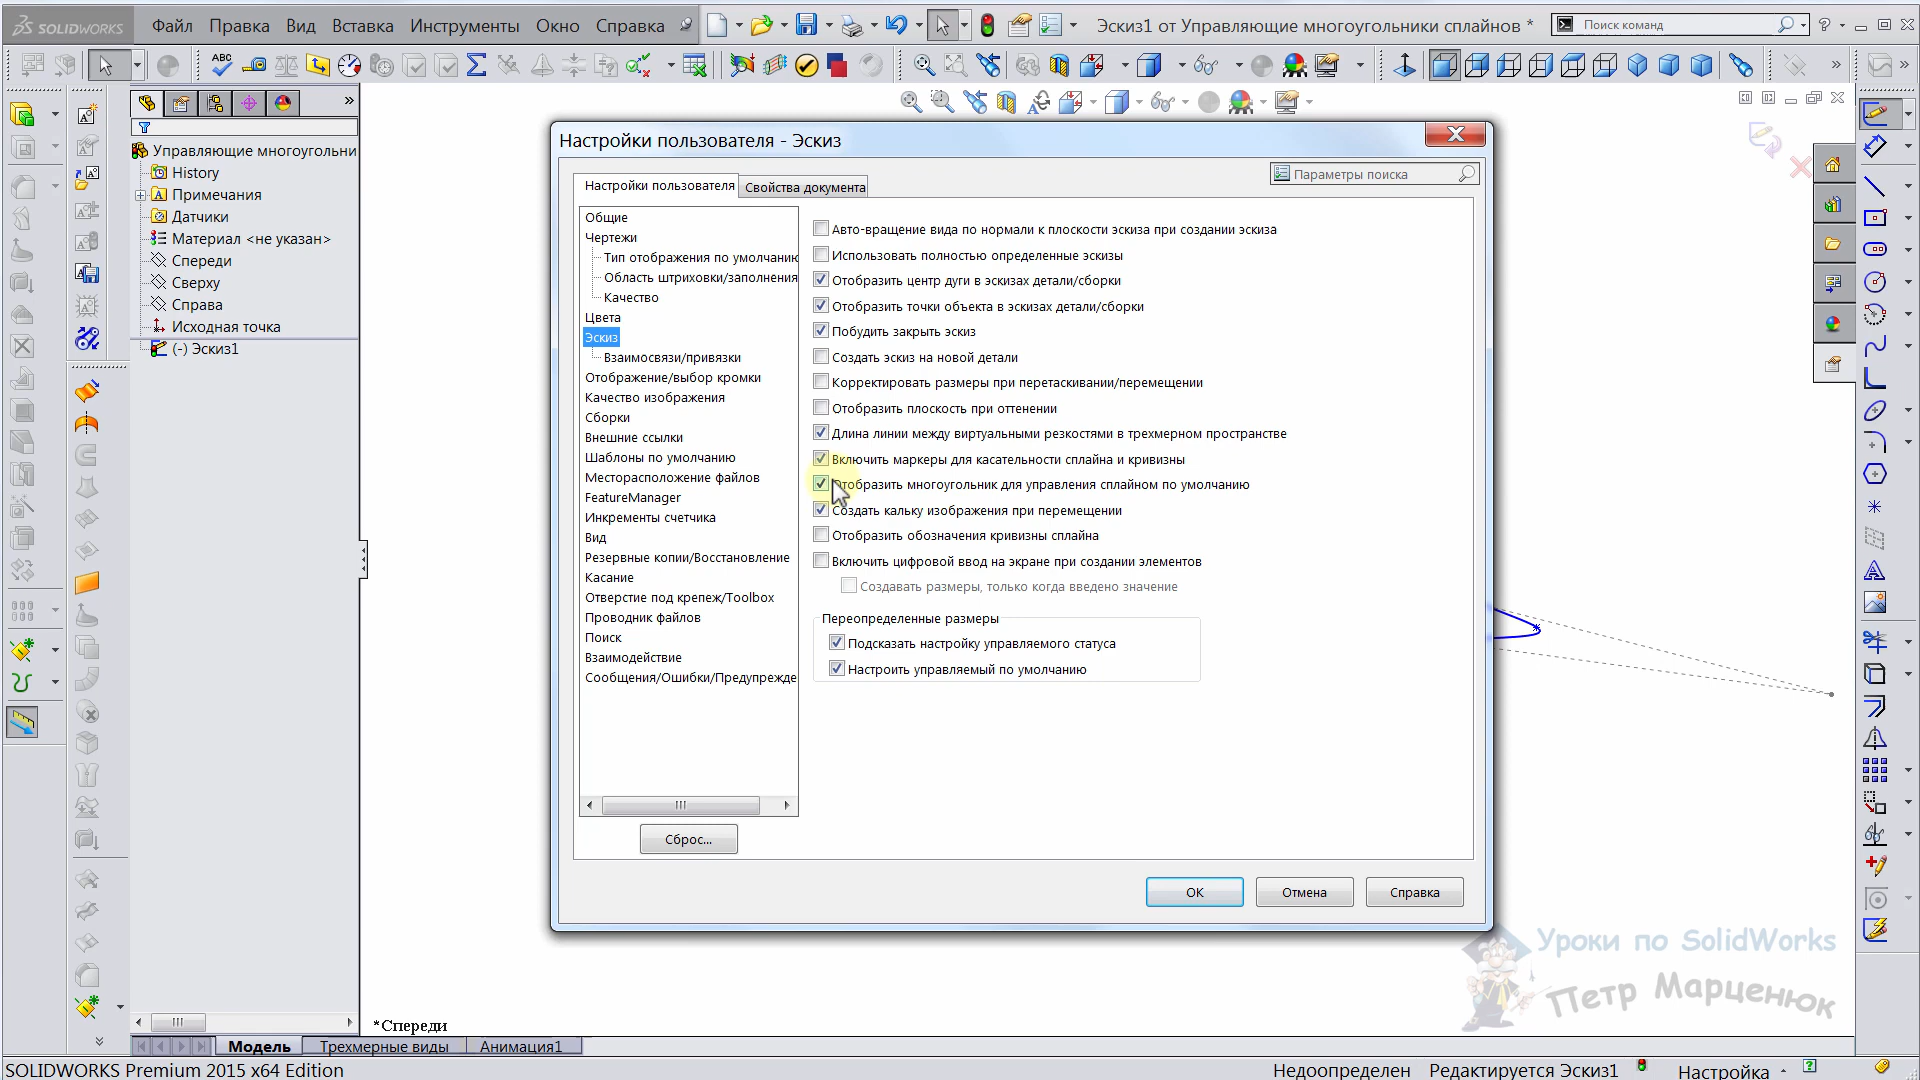 SOLIDWORKS Файл Правка Вид Вставка Инструменты Окно Справка Эскиз1 от Управляющие многоугольники сплайнов * Поиск команд
Настройки пользователя - Эскиз
Настройки пользователя
Свойства документа
Параметры поиска
Управляющие многоугольни
History
Примечания
Датчики
Материал <не указан>
Спереди
Сверху
Справа
Исходная точка
(-) Эскиз1
Общие
Чертежи
Тип отображения по умолчанию
Область штриховки/заполнения
Качество
Цвета
Эскиз
Взаимосвязи/привязки
Отображение/выбор кромки
Качество изображения
Сборки
Внешние ссылки
Шаблоны по умолчанию
Месторасположение файлов
FeatureManager
Инкременты счетчика
Вид
Резервные копии/Восстановление
Касание
Отверстие под крепеж/Toolbox
Проводник файлов
Поиск
Взаимодействие
Сообщения/Ошибки/Предупрежде
Сброс...
Авто-вращение вида по нормали к плоскости эскиза при создании эскиза
Использовать полностью определенные эскизы
Отобразить центр дуги в эскизах детали/сборки
Отобразить точки объекта в эскизах детали/сборки
Побудить закрыть эскиз
Создать эскиз на новой детали
Корректировать размеры при перетаскивании/перемещении
Отобразить плоскость при оттенении
Длина линии между виртуальными резкостями в трехмерном пространстве
Включить маркеры для касательности сплайна и кривизны
Отобразить многоугольник для управления сплайном по умолчанию
Создать кальку изображения при перемещении
Отобразить обозначения кривизны сплайна
Включить цифровой ввод на экране при создании элементов
Создавать размеры, только когда введено значение
Переопределенные размеры
Подсказать настройку управляемого статуса
Настроить управляемый по умолчанию
OK Отмена Справка
Уроки по SolidWorks
Петр Марценюк
*Спереди
Модель Трехмерные виды Анимация1
SOLIDWORKS Premium 2015 x64 Edition Недоопределен Редактируется Эскиз1 Настройка